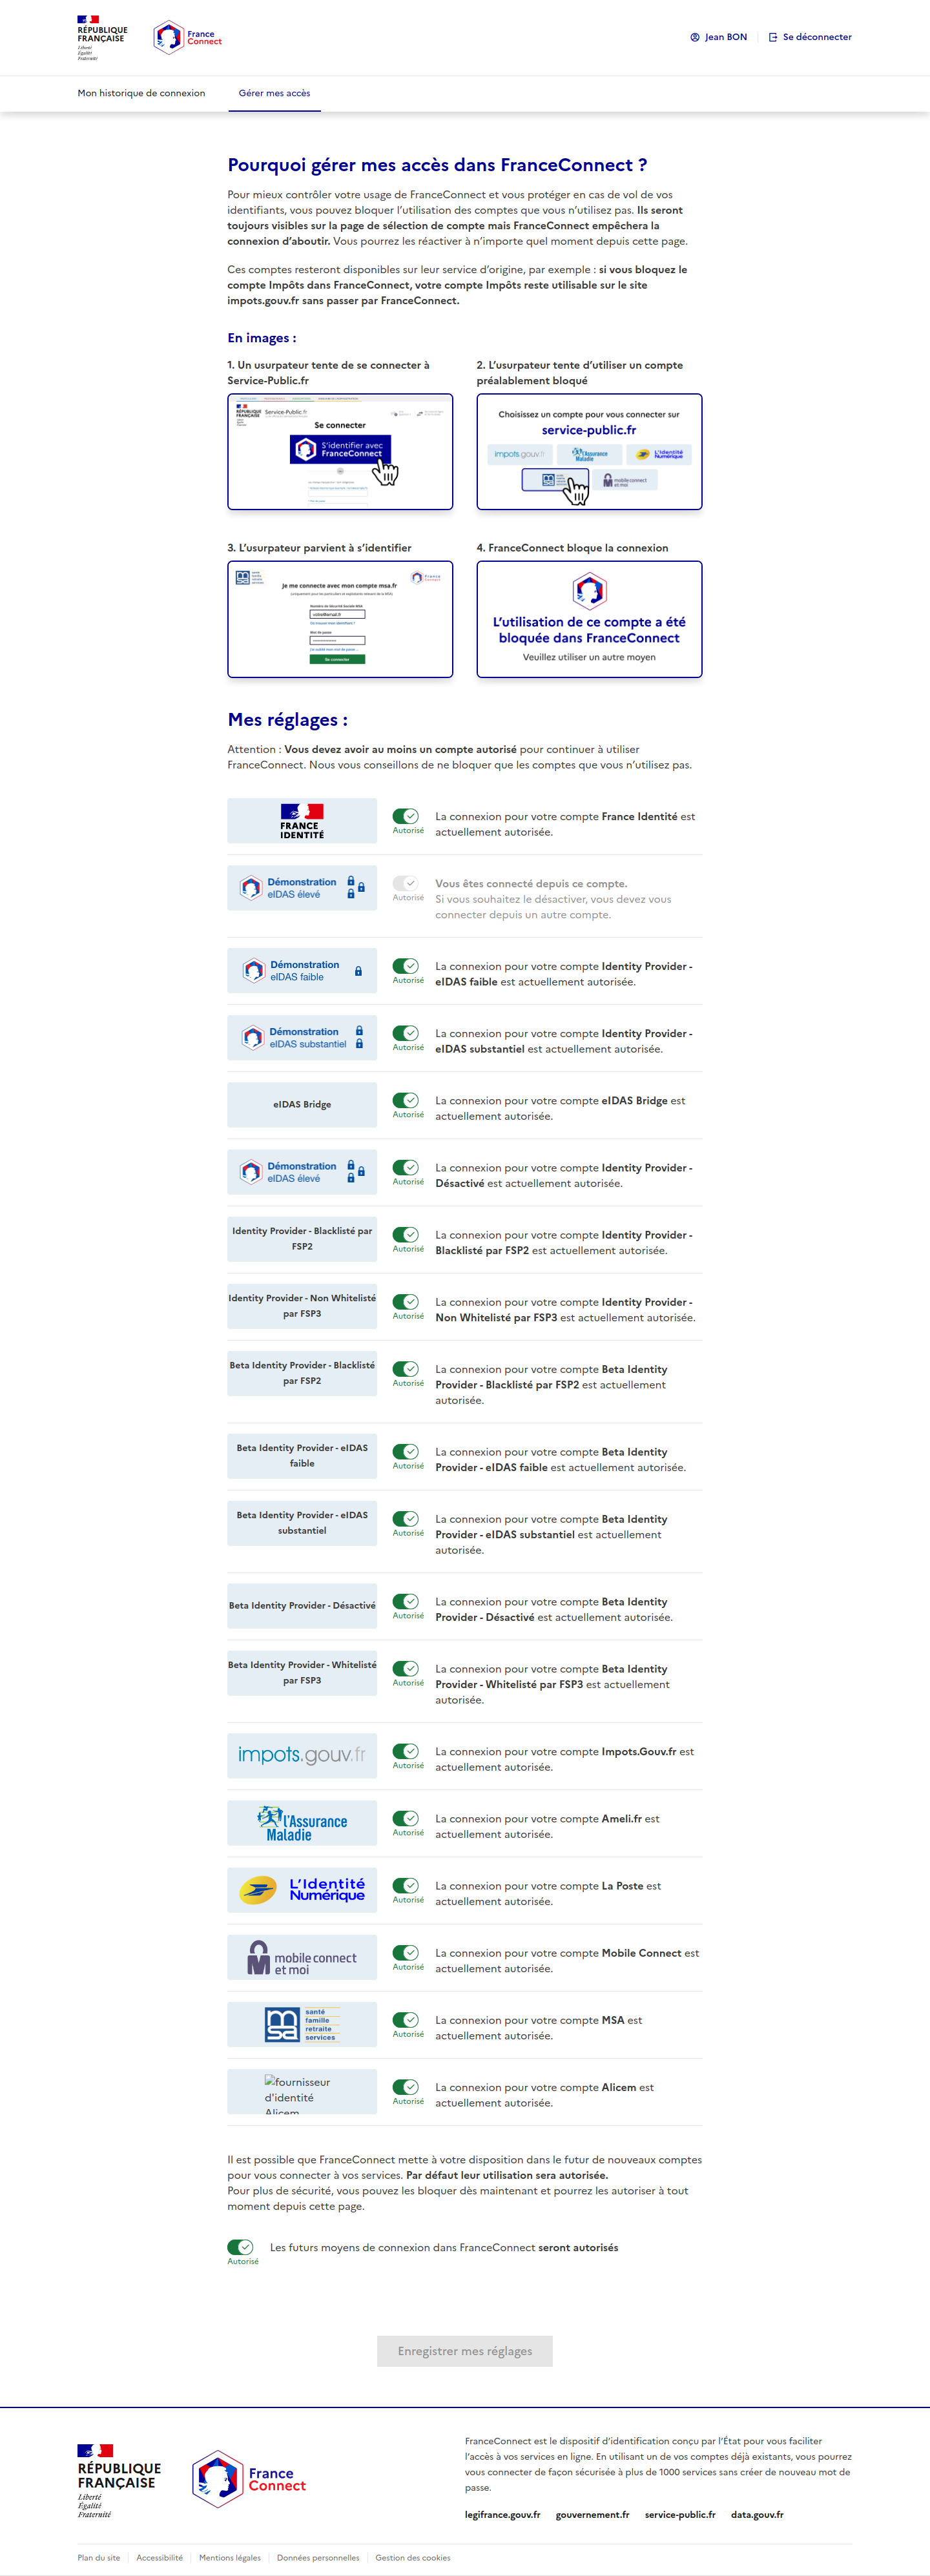 RÉPUBLIQUE
FRANÇAISE
Liberté
Égalité
Fraternité
France
Connect
Jean BON
Se déconnecter
Mon historique de connexion
Gérer mes accès
Pourquoi gérer mes accès dans FranceConnect ?
Pour mieux contrôler votre usage de FranceConnect et vous protéger en cas de vol de vos
identifiants, vous pouvez bloquer l’utilisation des comptes que vous n’utilisez pas. Ils seront
toujours visibles sur la page de sélection de compte mais FranceConnect empêchera la
connexion d’aboutir. Vous pourrez les réactiver à n’importe quel moment depuis cette page.
Ces comptes resteront disponibles sur leur service d’origine, par exemple : si vous bloquez le
compte Impôts dans FranceConnect, votre compte Impôts reste utilisable sur le site
impots.gouv.fr sans passer par FranceConnect.
En images :
1. Un usurpateur tente de se connecter à
Service-Public.fr
RÉPUBLIQUE
FRANÇAISE
Service-Public.fr
Se connecter
S’identifier avec
FranceConnect
2. L’usurpateur tente d’utiliser un compte
préalablement bloqué
Choisissez un compte pour vous connecter sur
service-public.fr
impots.gouv.fr
l'Assurance
Maladie
L'Identité
Numérique
mobile connect
et moi
3. L’usurpateur parvient à s’identifier
France
Connect
Je me connecte avec mon compte msa.fr
Numéro de Sécurité Sociale MSA
Mot de passe
Se connecter
4. FranceConnect bloque la connexion
L’utilisation de ce compte a été
bloquée dans FranceConnect
Veuillez utiliser un autre moyen
Mes réglages :
Attention : Vous devez avoir au moins un compte autorisé pour continuer à utiliser
FranceConnect. Nous vous conseillons de ne bloquer que les comptes que vous n’utilisez pas.
FRANCE
IDENTITÉ
Autorisé
La connexion pour votre compte France Identité est
actuellement autorisée.
Démonstration
eIDAS élevé
Autorisé
Vous êtes connecté depuis ce compte.
Si vous souhaitez le désactiver, vous devez vous
connecter depuis un autre compte.
Démonstration
eIDAS faible
Autorisé
La connexion pour votre compte Identity Provider -
eIDAS faible est actuellement autorisée.
Démonstration
eIDAS substantiel
Autorisé
La connexion pour votre compte Identity Provider -
eIDAS substantiel est actuellement autorisée.
eIDAS Bridge
Autorisé
La connexion pour votre compte eIDAS Bridge est
actuellement autorisée.
Démonstration
eIDAS élevé
Autorisé
La connexion pour votre compte Identity Provider -
Désactivé est actuellement autorisée.
Identity Provider - Blacklisté par
FSP2
Autorisé
La connexion pour votre compte Identity Provider -
Blacklisté par FSP2 est actuellement autorisée.
Identity Provider - Non Whitelisté
par FSP3
Autorisé
La connexion pour votre compte Identity Provider -
Non Whitelisté par FSP3 est actuellement autorisée.
Beta Identity Provider - Blacklisté
par FSP2
Autorisé
La connexion pour votre compte Beta Identity
Provider - Blacklisté par FSP2 est actuellement
autorisée.
Beta Identity Provider - eIDAS
faible
Autorisé
La connexion pour votre compte Beta Identity
Provider - eIDAS faible est actuellement autorisée.
Beta Identity Provider - eIDAS
substantiel
Autorisé
La connexion pour votre compte Beta Identity
Provider - eIDAS substantiel est actuellement
autorisée.
Beta Identity Provider - Désactivé
Autorisé
La connexion pour votre compte Beta Identity
Provider - Désactivé est actuellement autorisée.
Beta Identity Provider - Whitelisté
par FSP3
Autorisé
La connexion pour votre compte Beta Identity
Provider - Whitelisté par FSP3 est actuellement
autorisée.
impots.gouv.fr
Autorisé
La connexion pour votre compte Impots.Gouv.fr est
actuellement autorisée.
l'Assurance
Maladie
Autorisé
La connexion pour votre compte Ameli.fr est
actuellement autorisée.
L'Identité
Numérique
Autorisé
La connexion pour votre compte La Poste est
actuellement autorisée.
mobile connect
et moi
Autorisé
La connexion pour votre compte Mobile Connect est
actuellement autorisée.
msa
santé
famille
retraite
services
Autorisé
La connexion pour votre compte MSA est
actuellement autorisée.
fournisseur
d'identité
Alicem
Autorisé
La connexion pour votre compte Alicem est
actuellement autorisée.
Il est possible que FranceConnect mette à votre disposition dans le futur de nouveaux comptes
pour vous connecter à vos services. Par défaut leur utilisation sera autorisée.
Pour plus de sécurité, vous pouvez les bloquer dès maintenant et pourrez les autoriser à tout
moment depuis cette page.
Autorisé
Les futurs moyens de connexion dans FranceConnect seront autorisés
Enregistrer mes réglages
RÉPUBLIQUE
FRANÇAISE
Liberté
Égalité
Fraternité
France
Connect
FranceConnect est le dispositif d’identification conçu par l’État pour vous faciliter
l’accès à vos services en ligne. En utilisant un de vos comptes déjà existants, vous pourrez
vous connecter de façon sécurisée à plus de 1000 services sans créer de nouveau mot de
passe.
legifrance.gouv.fr
gouvernement.fr
service-public.fr
data.gouv.fr
Plan du site
Accessibilité
Mentions légales
Données personnelles
Gestion des cookies